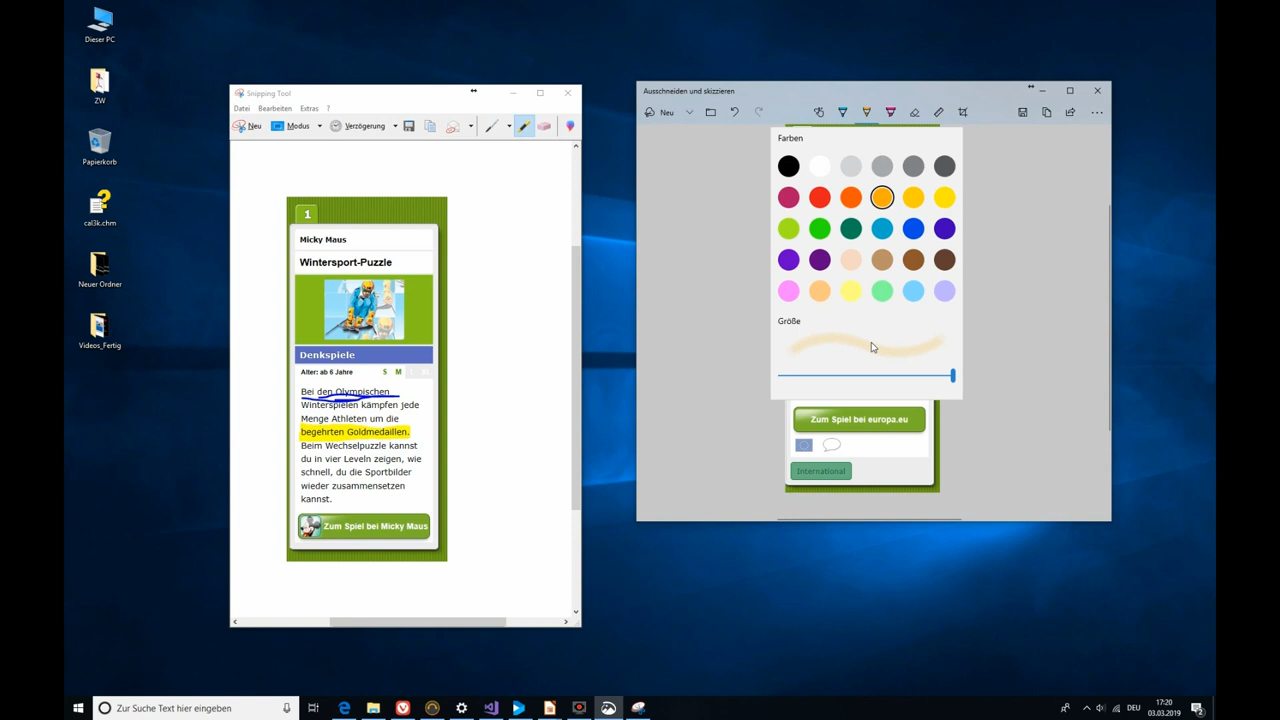 Dieser PC
ZW
Papierkorb
cal3k.chm
Neuer Ordner
Videos_Fertig
Snipping Tool
Datei Bearbeiten Extras ?
Neu Modus Verzögerung
1
Micky Maus
Wintersport-Puzzle
Denkspiele
Alter: ab 6 Jahre S M L XL
Bei den Olympischen
Winterspielen kämpfen jede
Menge Athleten um die
begehrten Goldmedaillen.
Beim Wechselpuzzle kannst
du in vier Leveln zeigen, wie
schnell, du die Sportbilder
wieder zusammensetzen
kannst.
Zum Spiel bei Micky Maus
Ausschneiden und skizzieren
Neu
Farben
Größe
Zum Spiel bei europa.eu
International
Zur Suche Text hier eingeben
DEU
17:20
03.03.2019
2